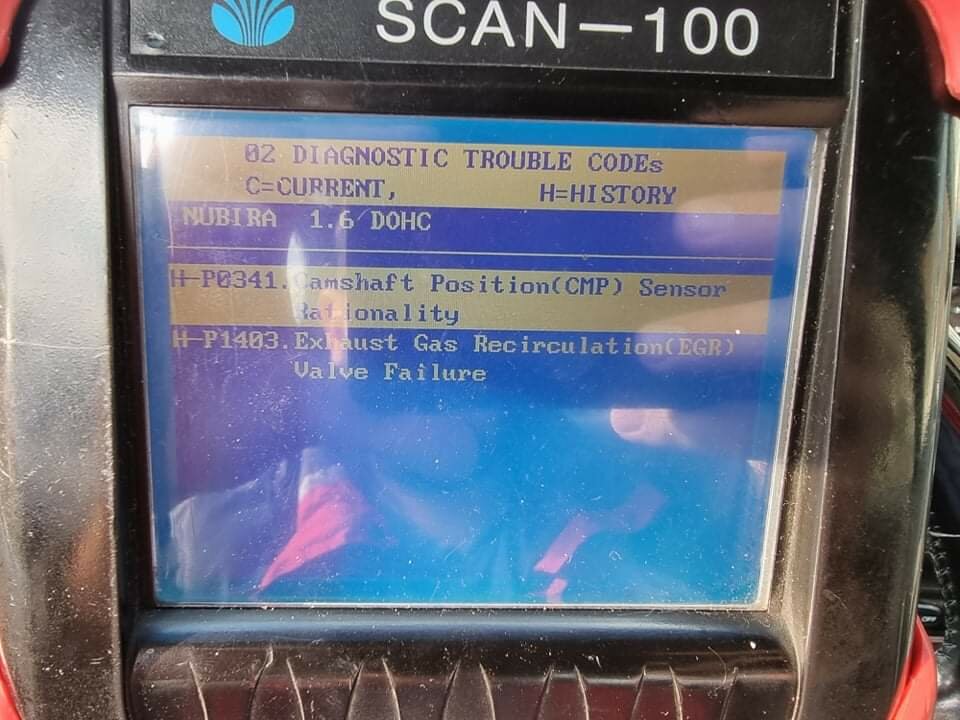 SCAN-100
02 DIAGNOSTIC TROUBLE CODEs
C=CURRENT, H=HISTORY
NUBIRA 1.6 DOHC
H-P0341.Camshaft Position(CMP) Sensor
Rationality
H-P1403.Exhaust Gas Recirculation(EGR)
Valve Failure
OFF